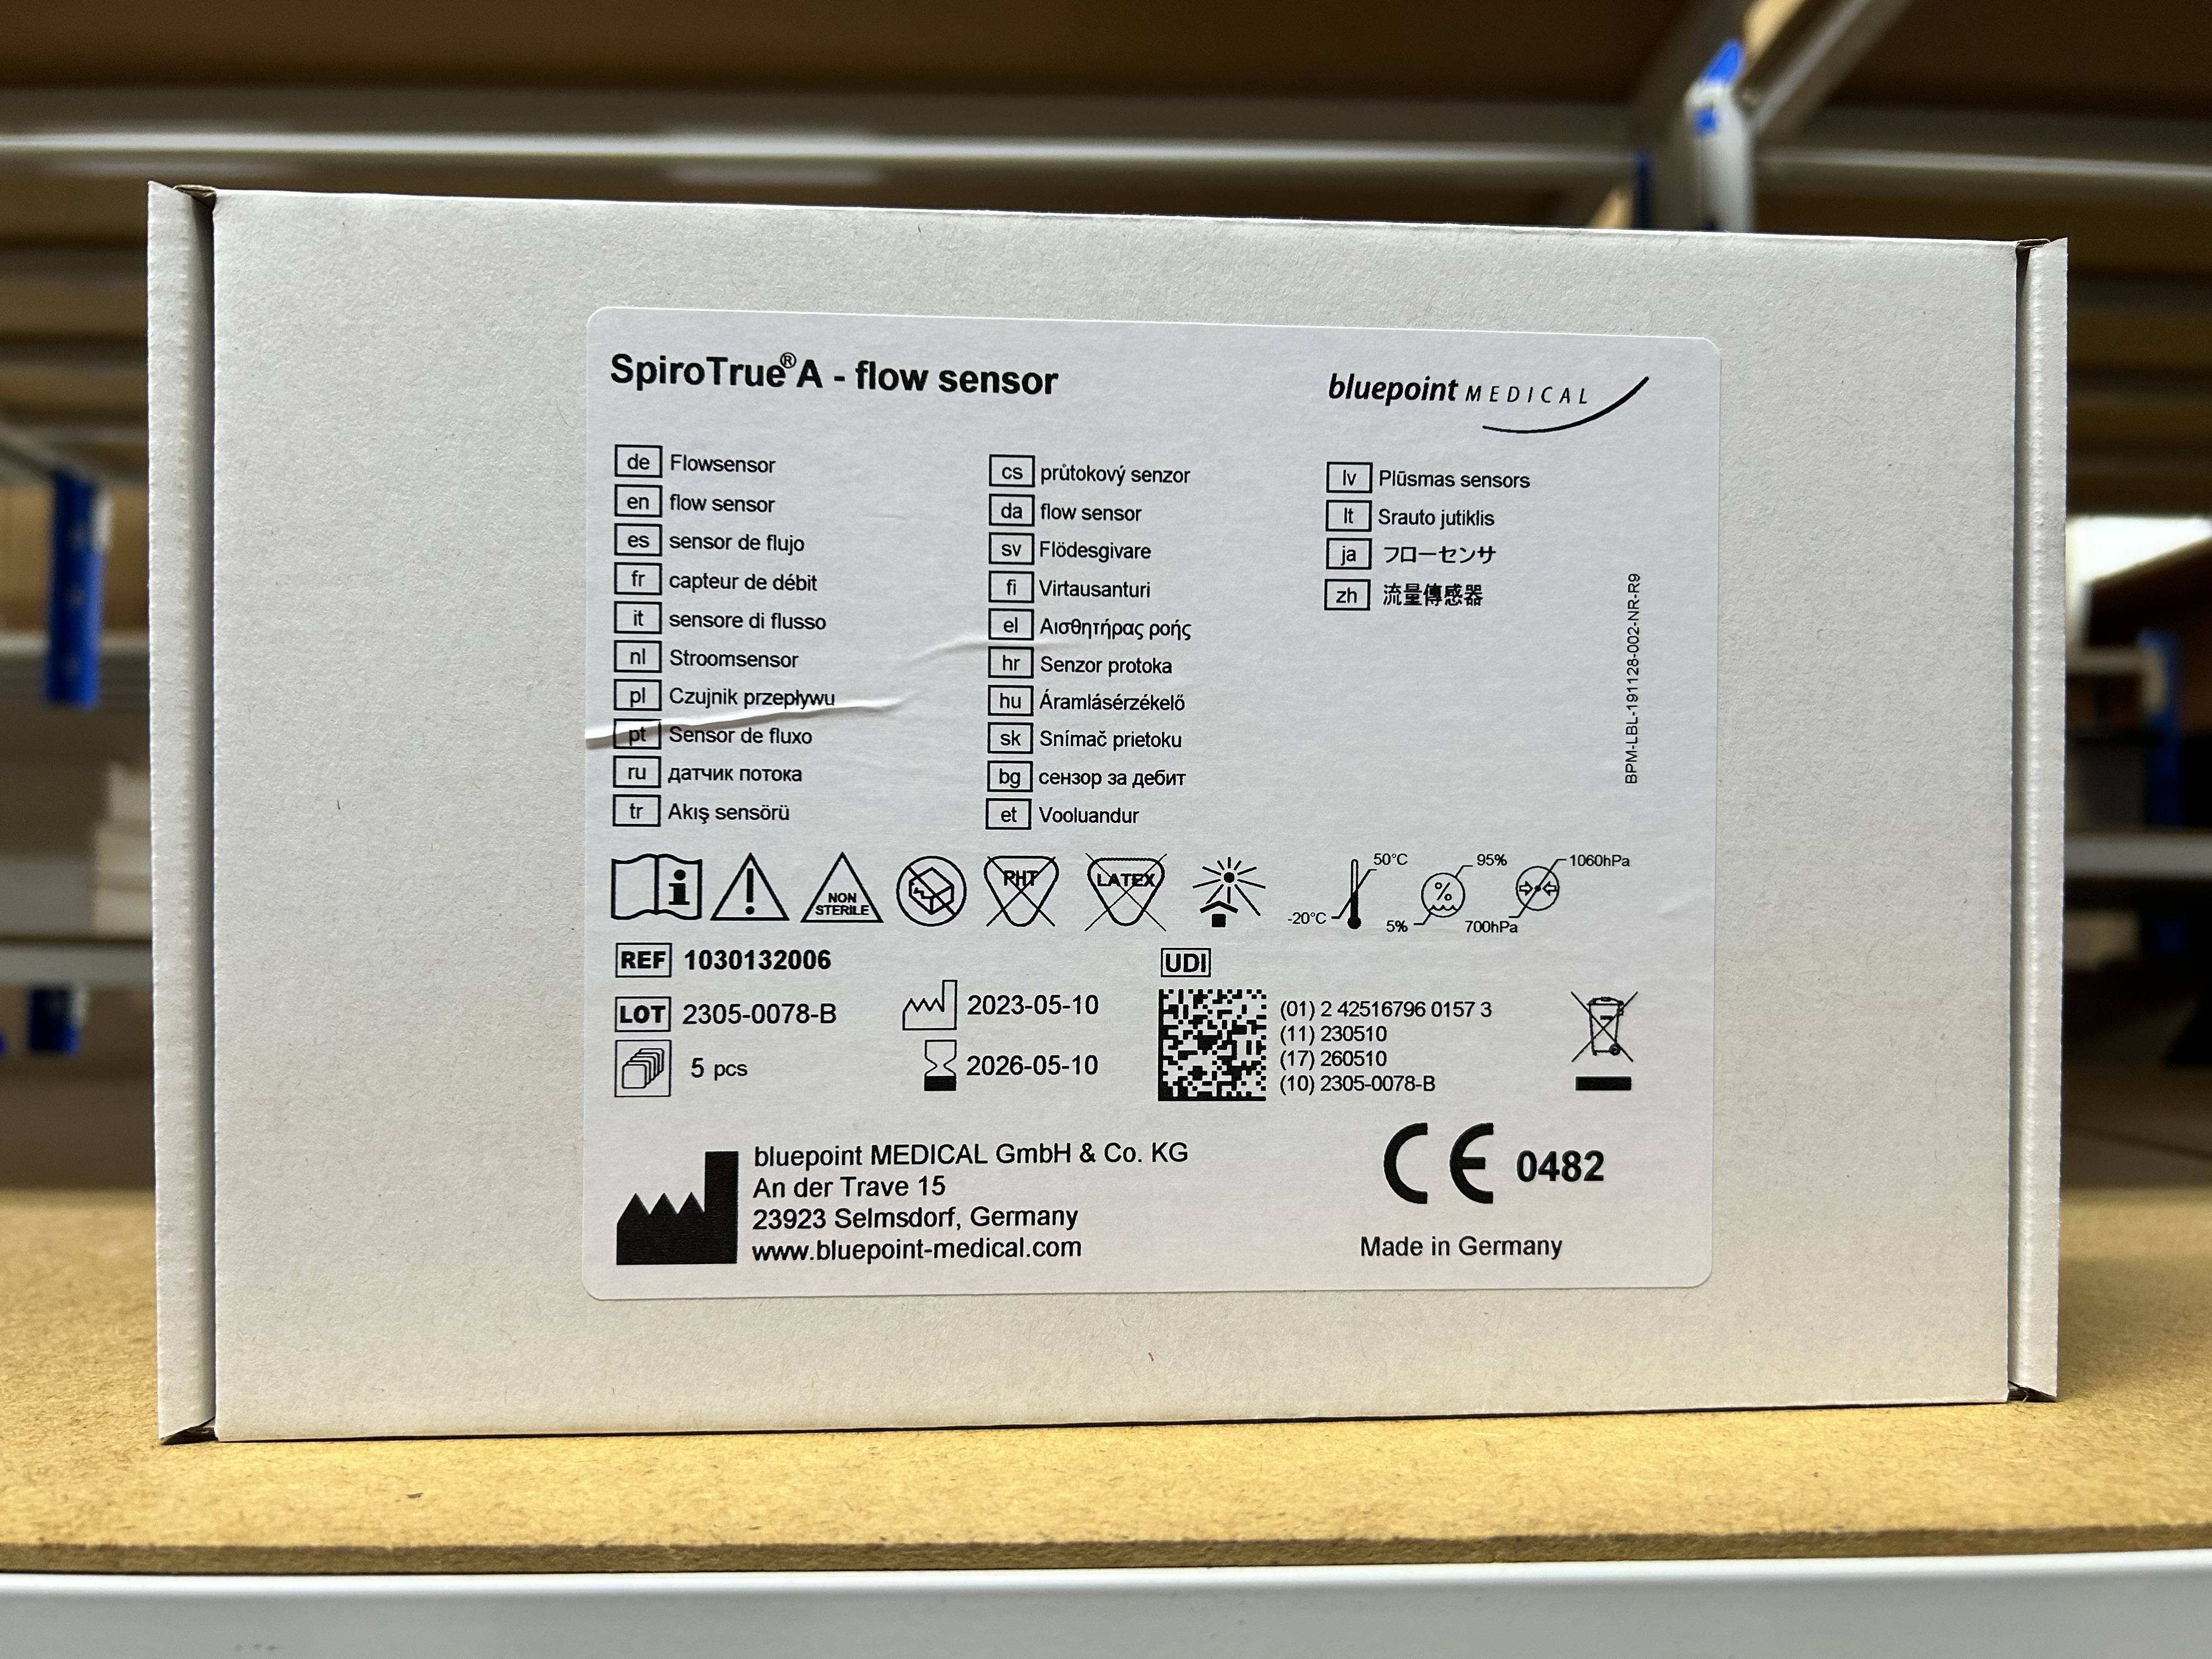 SpiroTrue®A - flow sensor
bluepoint MEDICAL
de Flowsensor
en flow sensor
es sensor de flujo
fr capteur de débit
it sensore di flusso
nl Stroomsensor
pl Czujnik przepływu
pt Sensor de fluxo
ru датчик потока
tr Akış sensörü
cs průtokový senzor
da flow sensor
sv Flödesgivare
fi Virtausanturi
el Αισθητήρας ροής
hr Senzor protoka
hu Áramlásérzékelő
sk Snímač prietoku
bg сензор за дебит
et Vooluandur
lv Plūsmas sensors
lt Srauto jutiklis
ja フローセンサ
zh 流量傳感器
BPM-LBL-191128-002-NR-R9
NON
STERILE
PHT
LATEX
-20°C 50°C
% 5% 95%
700hPa 1060hPa
REF 1030132006
LOT 2305-0078-B
5 pcs
2023-05-10
2026-05-10
UDI
(01) 2 42516796 0157 3
(11) 230510
(17) 260510
(10) 2305-0078-B
bluepoint MEDICAL GmbH & Co. KG
An der Trave 15
23923 Selmsdorf, Germany
www.bluepoint-medical.com
CE 0482
Made in Germany